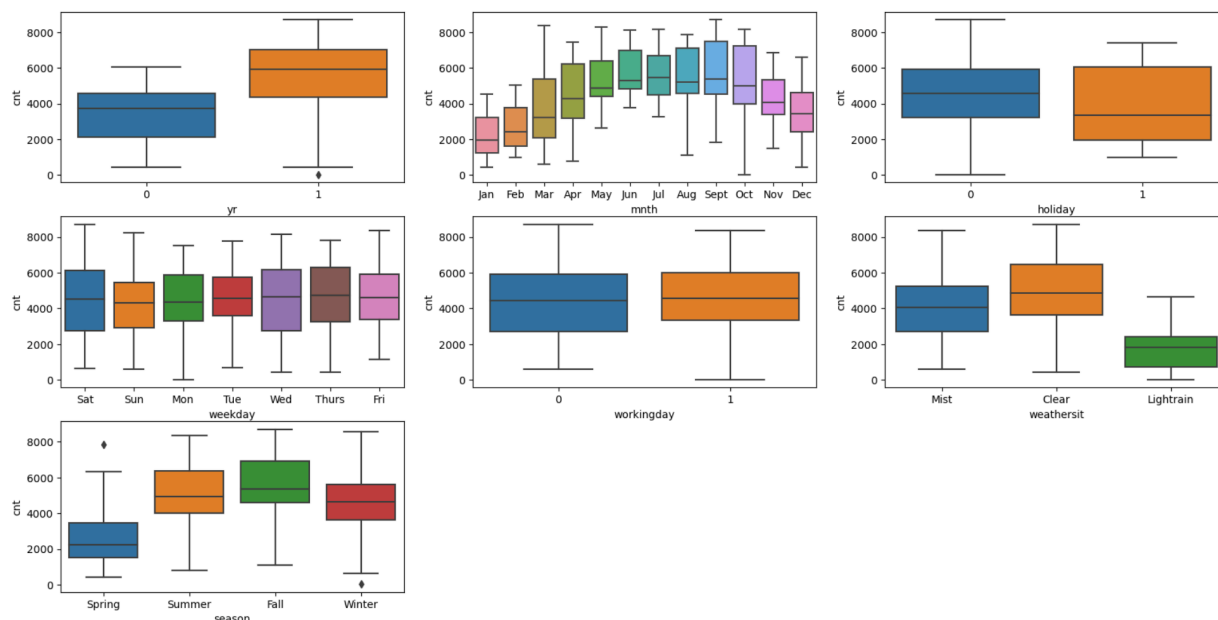 cnt
8000
6000
4000
2000
0
0 1
yr
cnt
8000
6000
4000
2000
0
Jan Feb Mar Apr May Jun Jul Aug Sept Oct Nov Dec
mnth
cnt
8000
6000
4000
2000
0
0 1
holiday
cnt
8000
6000
4000
2000
0
Sat Sun Mon Tue Wed Thurs Fri
weekday
cnt
8000
6000
4000
2000
0
0 1
workingday
cnt
8000
6000
4000
2000
0
Mist Clear Lightrain
weathersit
cnt
8000
6000
4000
2000
0
Spring Summer Fall Winter
season